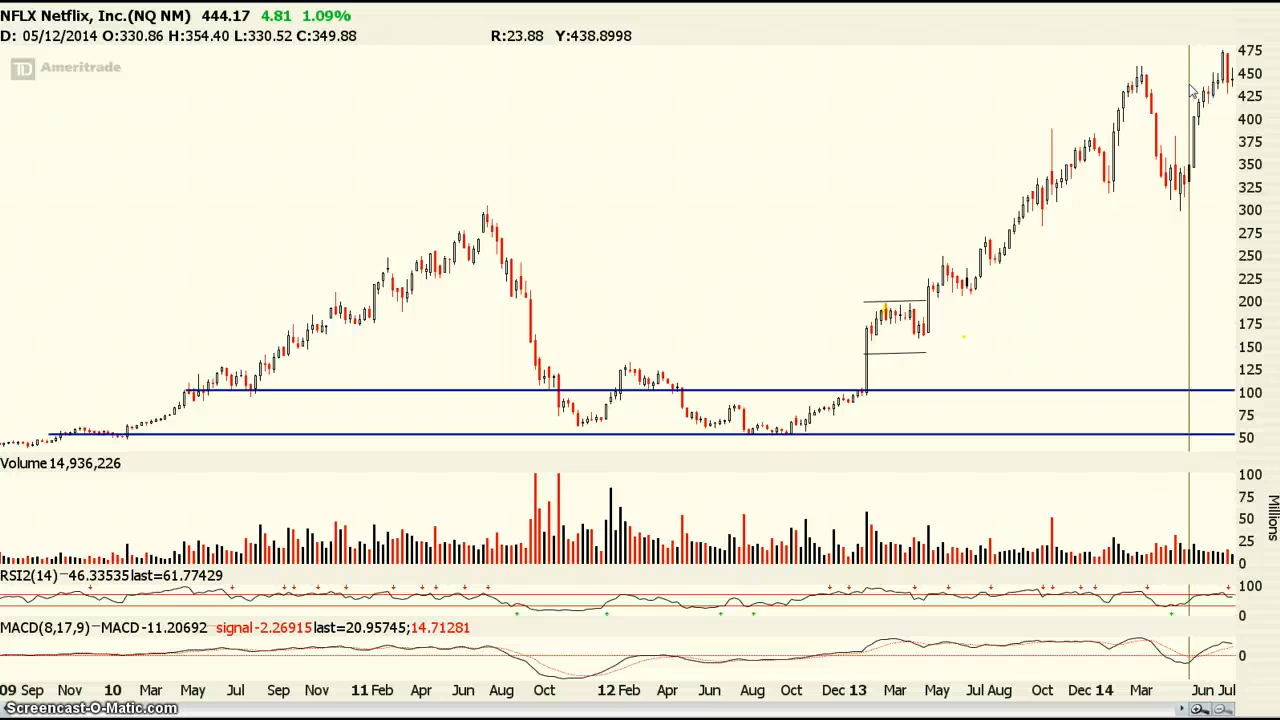 NFLX Netflix, Inc.(NQ NM) 444.17 4.81 1.09%
D: 05/12/2014 O:330.86 H:354.40 L:330.52 C:349.88 R:23.88 Y:438.8998
TD Ameritrade
475
450
425
400
375
350
325
300
275
250
225
200
175
150
125
100
75
50
Volume 14,936,226
100
75
50
25
0
Millions
RSI2(14) −46.33535last=61.77429
100
0
MACD(8,17,9)−MACD-11.20692 signal-2.26915last=20.95745;14.71281
0
09 Sep Nov 10 Mar May Jul Sep Nov 11 Feb Apr Jun Aug Oct 12 Feb Apr Jun Aug Oct Dec 13 Mar May Jul Aug Oct Dec 14 Mar Jun Jul
Screencast-O-Matic.com